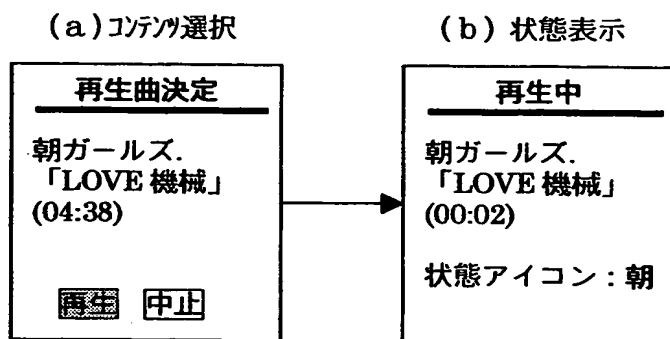 (a)コンテンツ選択
再生曲決定
朝ガールズ.
「LOVE 機械」
(04:38)
再生 中止
(b) 状態表示
再生中
朝ガールズ.
「LOVE 機械」
(00:02)
状態アイコン:朝